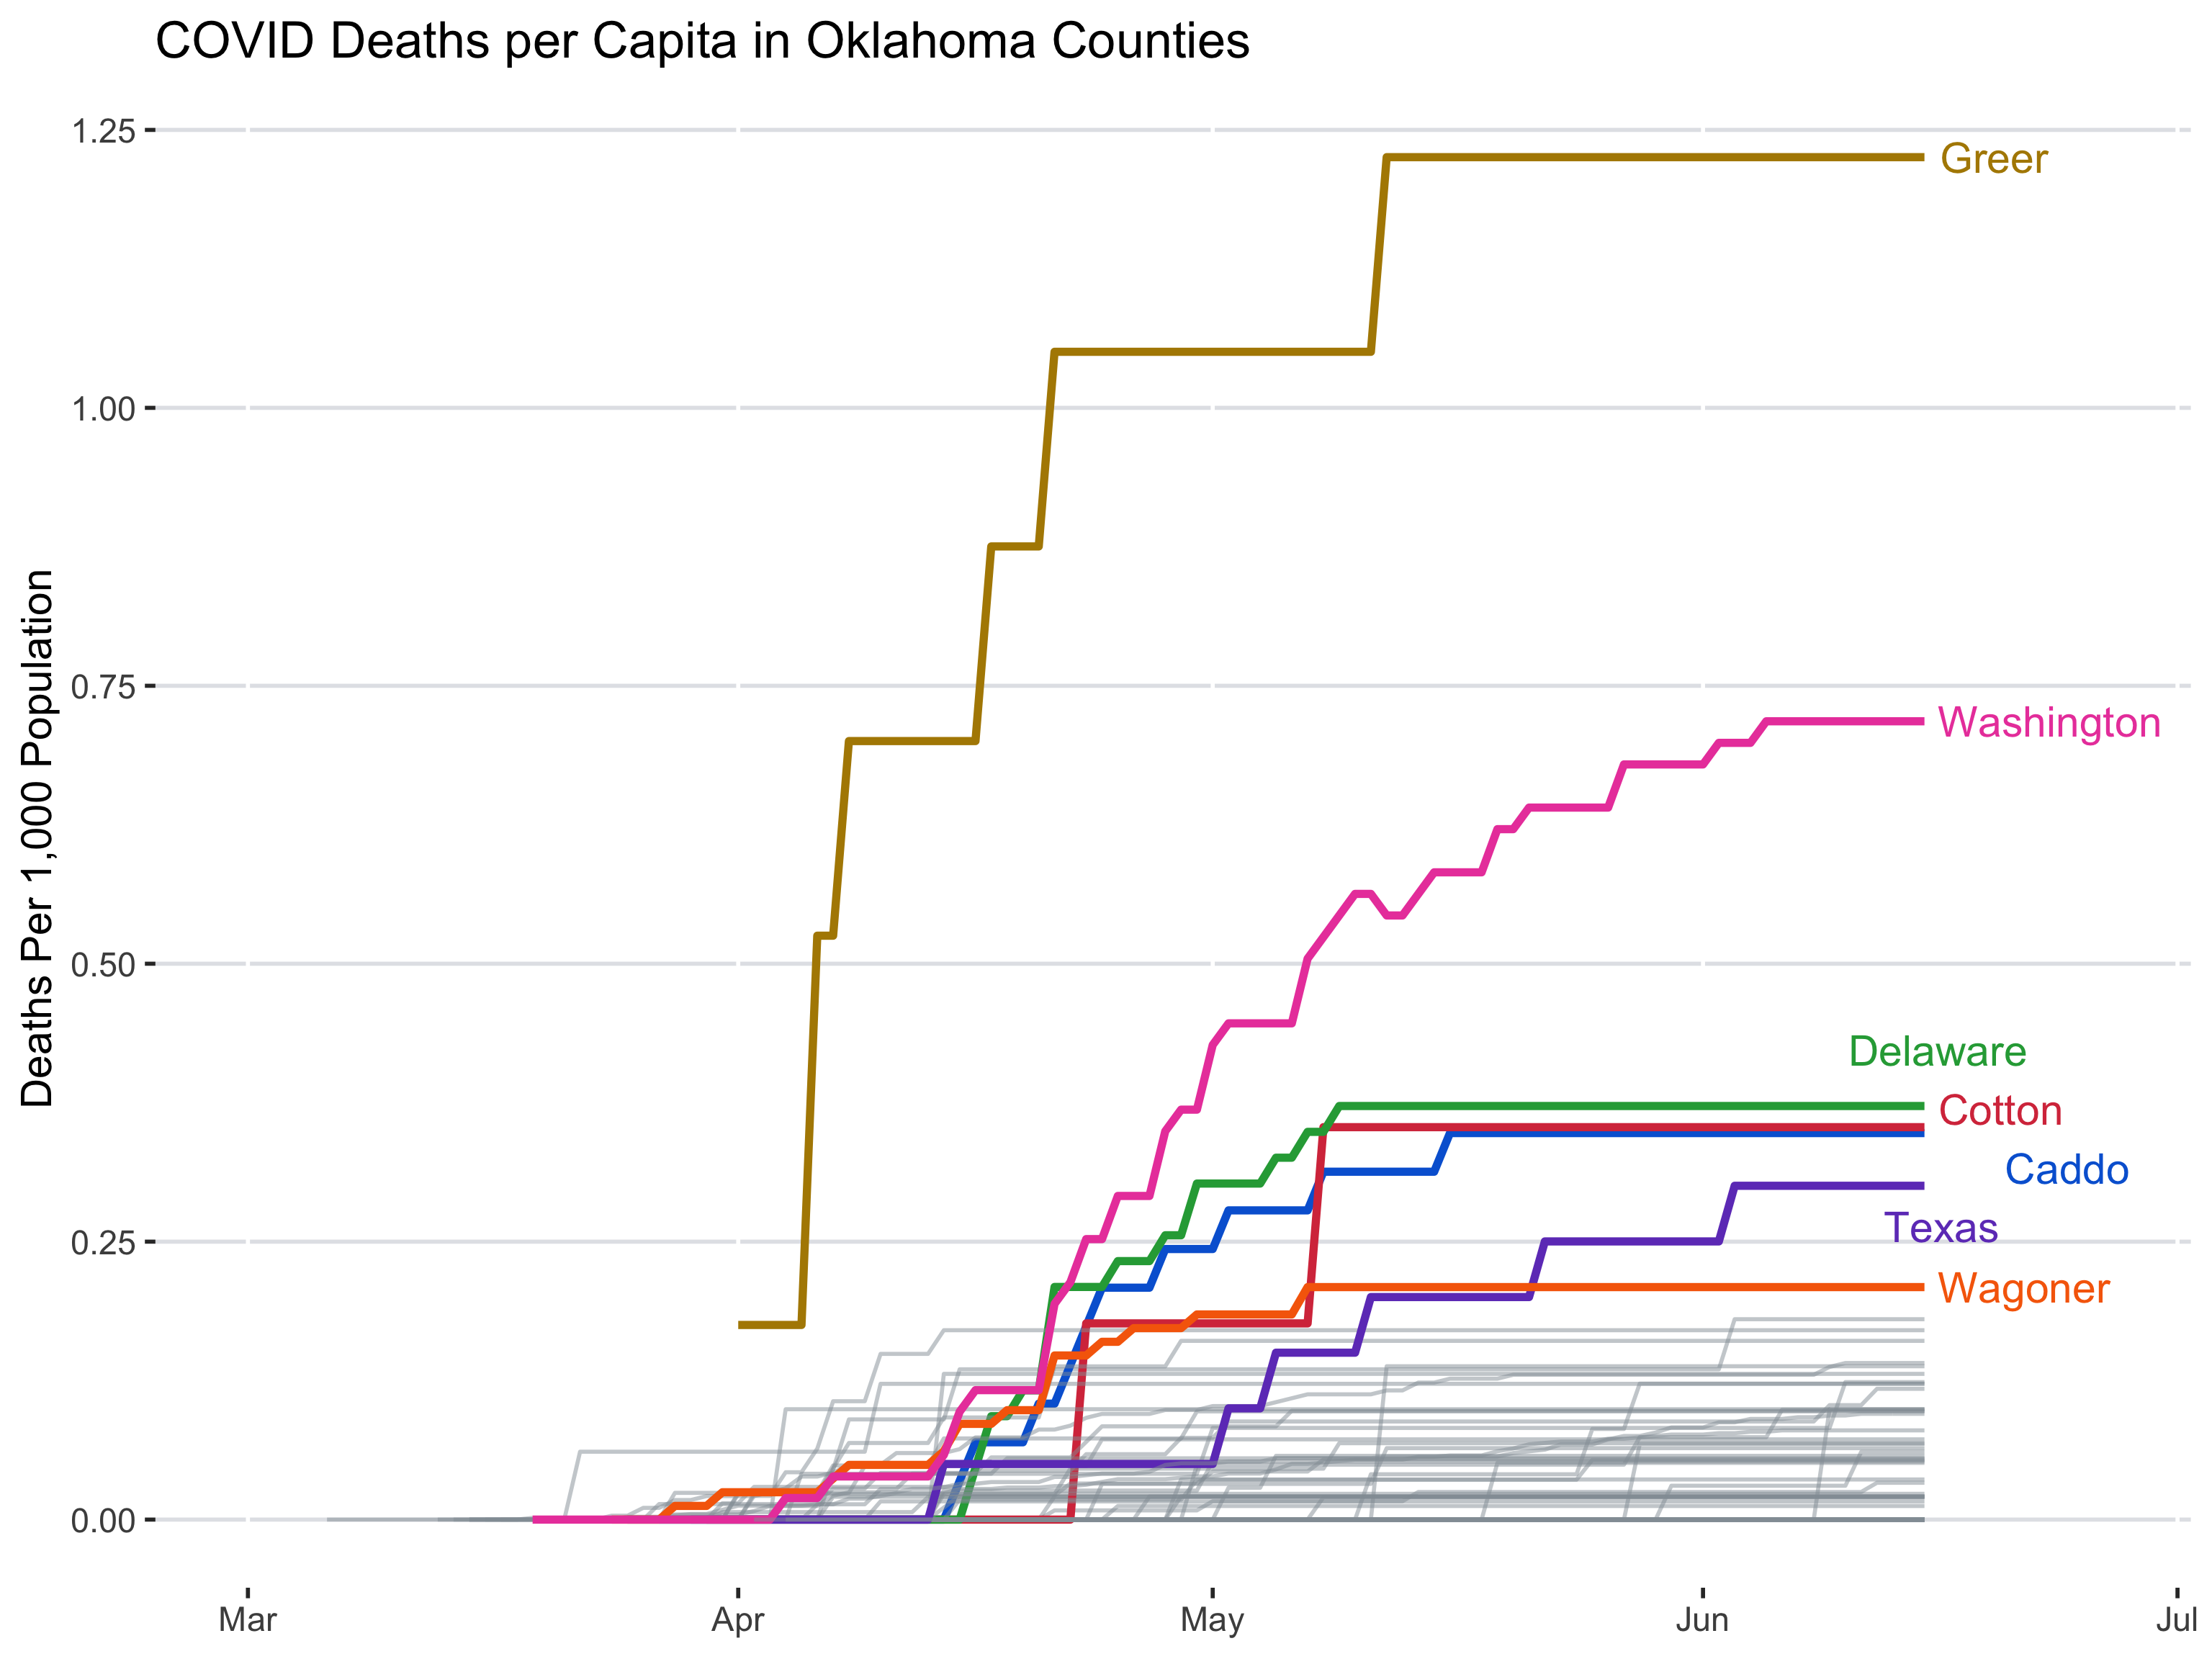 COVID Deaths per Capita in Oklahoma Counties
Deaths Per 1,000 Population
1.25
1.00
0.75
0.50
0.25
0.00
Greer
Washington
Delaware
Cotton
Caddo
Texas
Wagoner
Mar Apr May Jun Jul